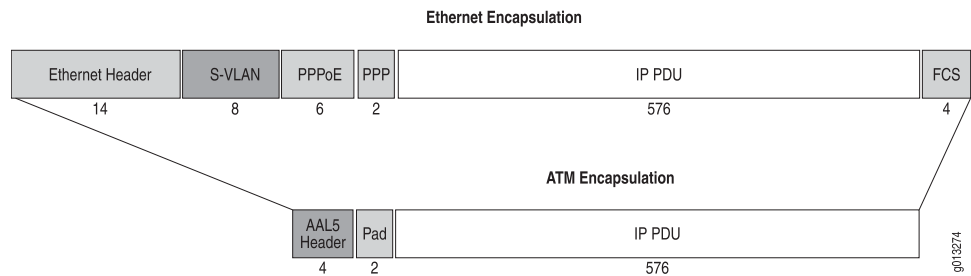 Ethernet Encapsulation
Ethernet Header S-VLAN PPPoE PPP IP PDU FCS
14 8 6 2 576 4
ATM Encapsulation
AAL5
Header Pad IP PDU
4 2 576
g013274